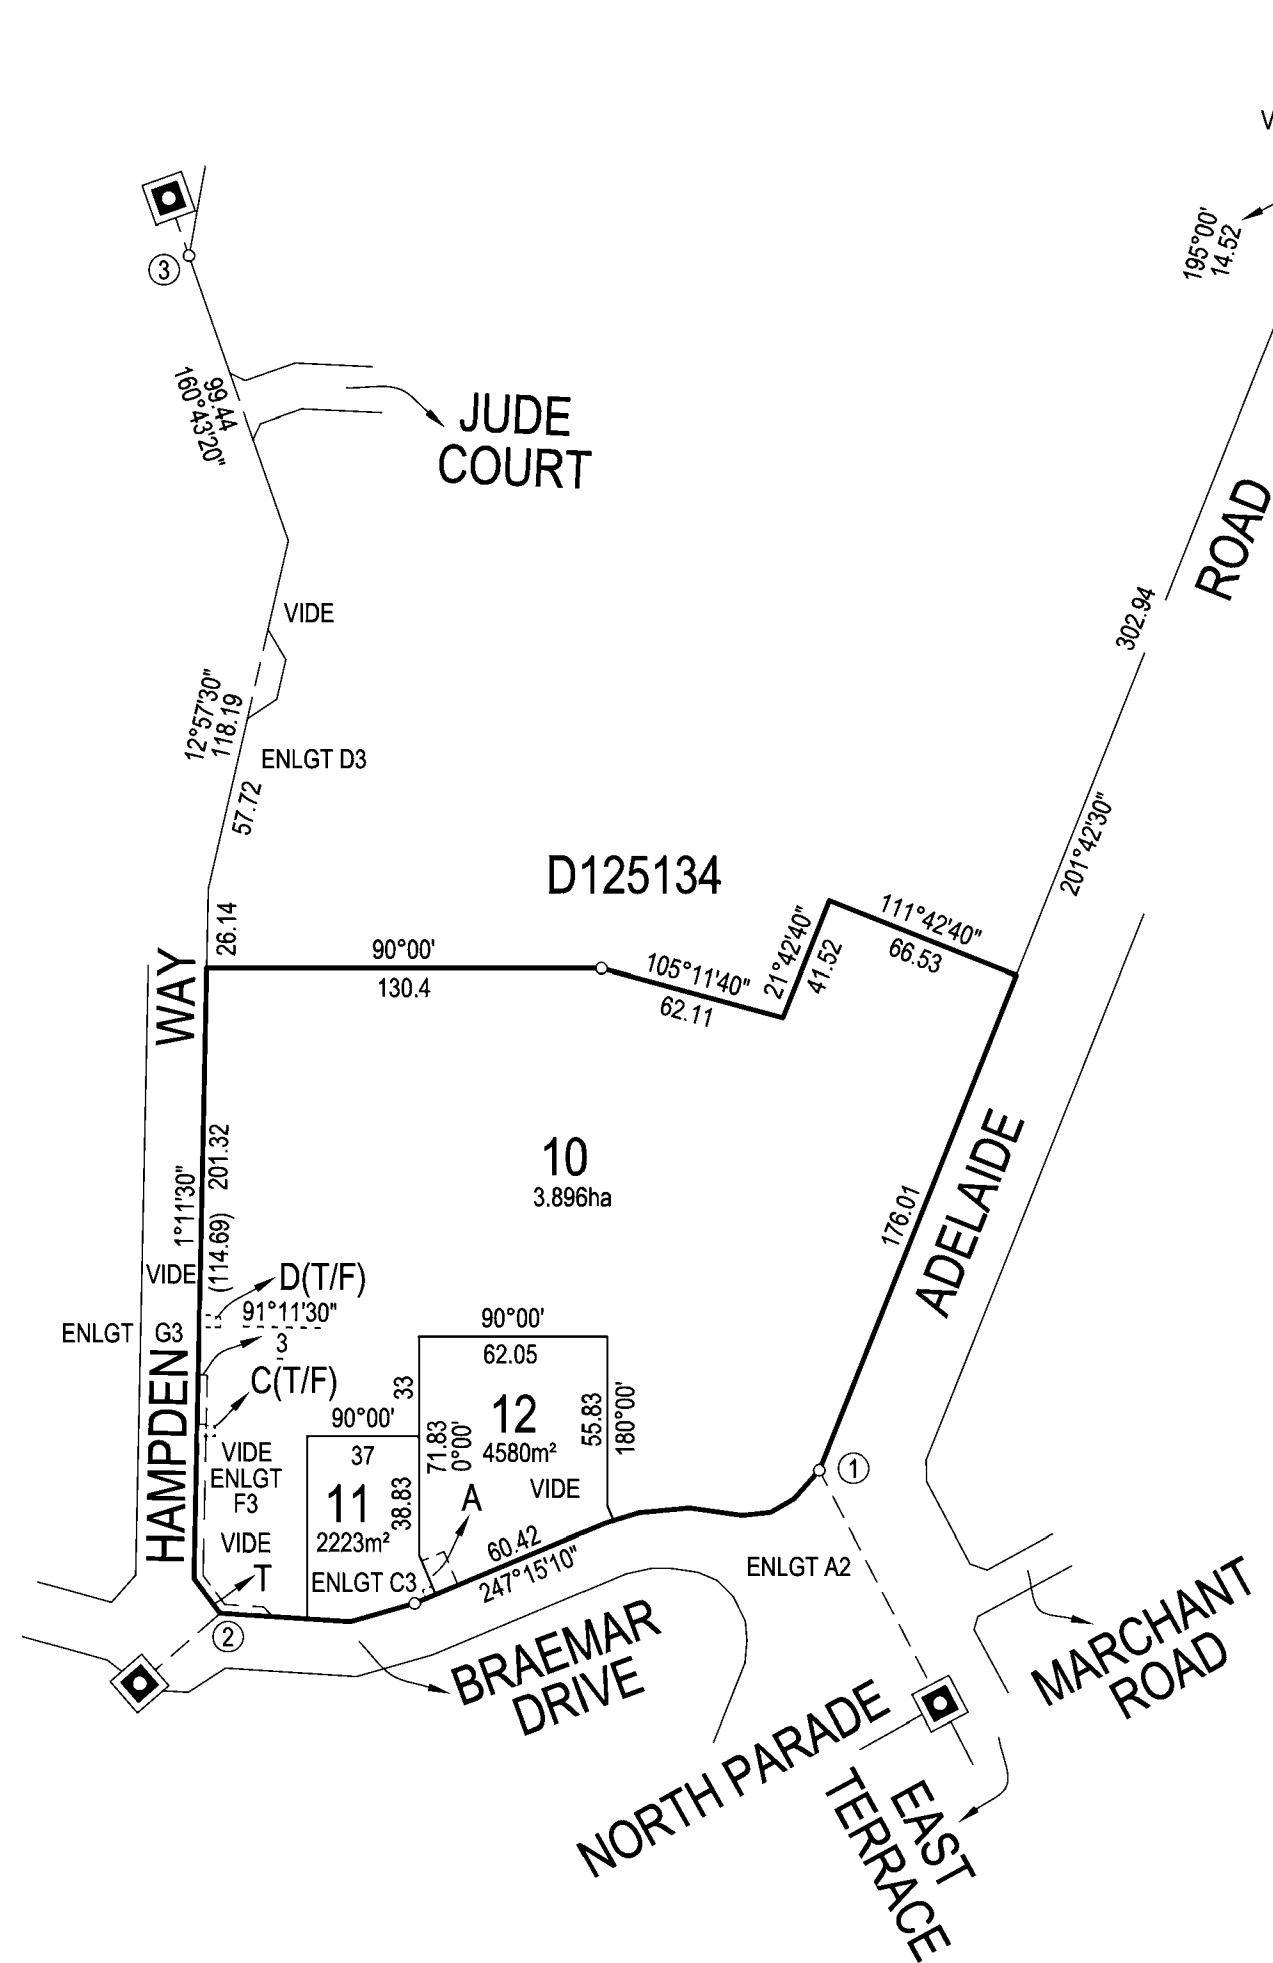 V
195°00'
14.52
3
99.44
160°43'20"
JUDE
COURT
ROAD
302.94
VIDE
12°57'30"
118.19
ENLGT D3
57.72
201°42'30"
D125134
26.14
111°42'40"
66.53
90°00'
130.4
105°11'40"
62.11
21°42'40"
41.52
WAY
10
3.896ha
201.32
(114.69)
1°11'30"
176.01
ADELAIDE
VIDE
D(T/F)
91°11'30"
3
ENLGT G3
C(T/F)
90°00'
62.05
33
12
4580m²
71.83
0°00'
55.83
180°00'
90°00'
37
11
2223m²
38.83
VIDE
A
HAMPDEN
VIDE
ENLGT
F3
VIDE
T
1
60.42
247°15'10"
ENLGT C3
ENLGT A2
2
BRAEMAR
DRIVE
MARCHANT
ROAD
NORTH PARADE
EAST
TERRACE